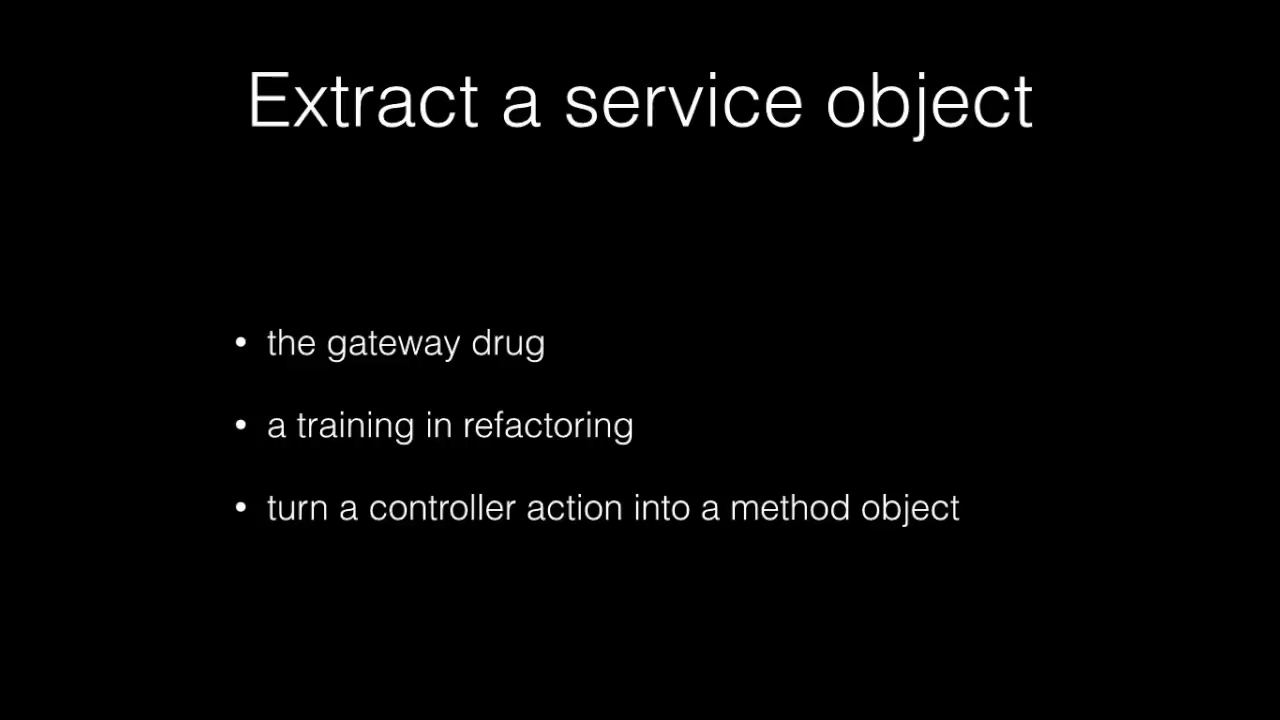 Extract a service object
• the gateway drug
• a training in refactoring
• turn a controller action into a method object